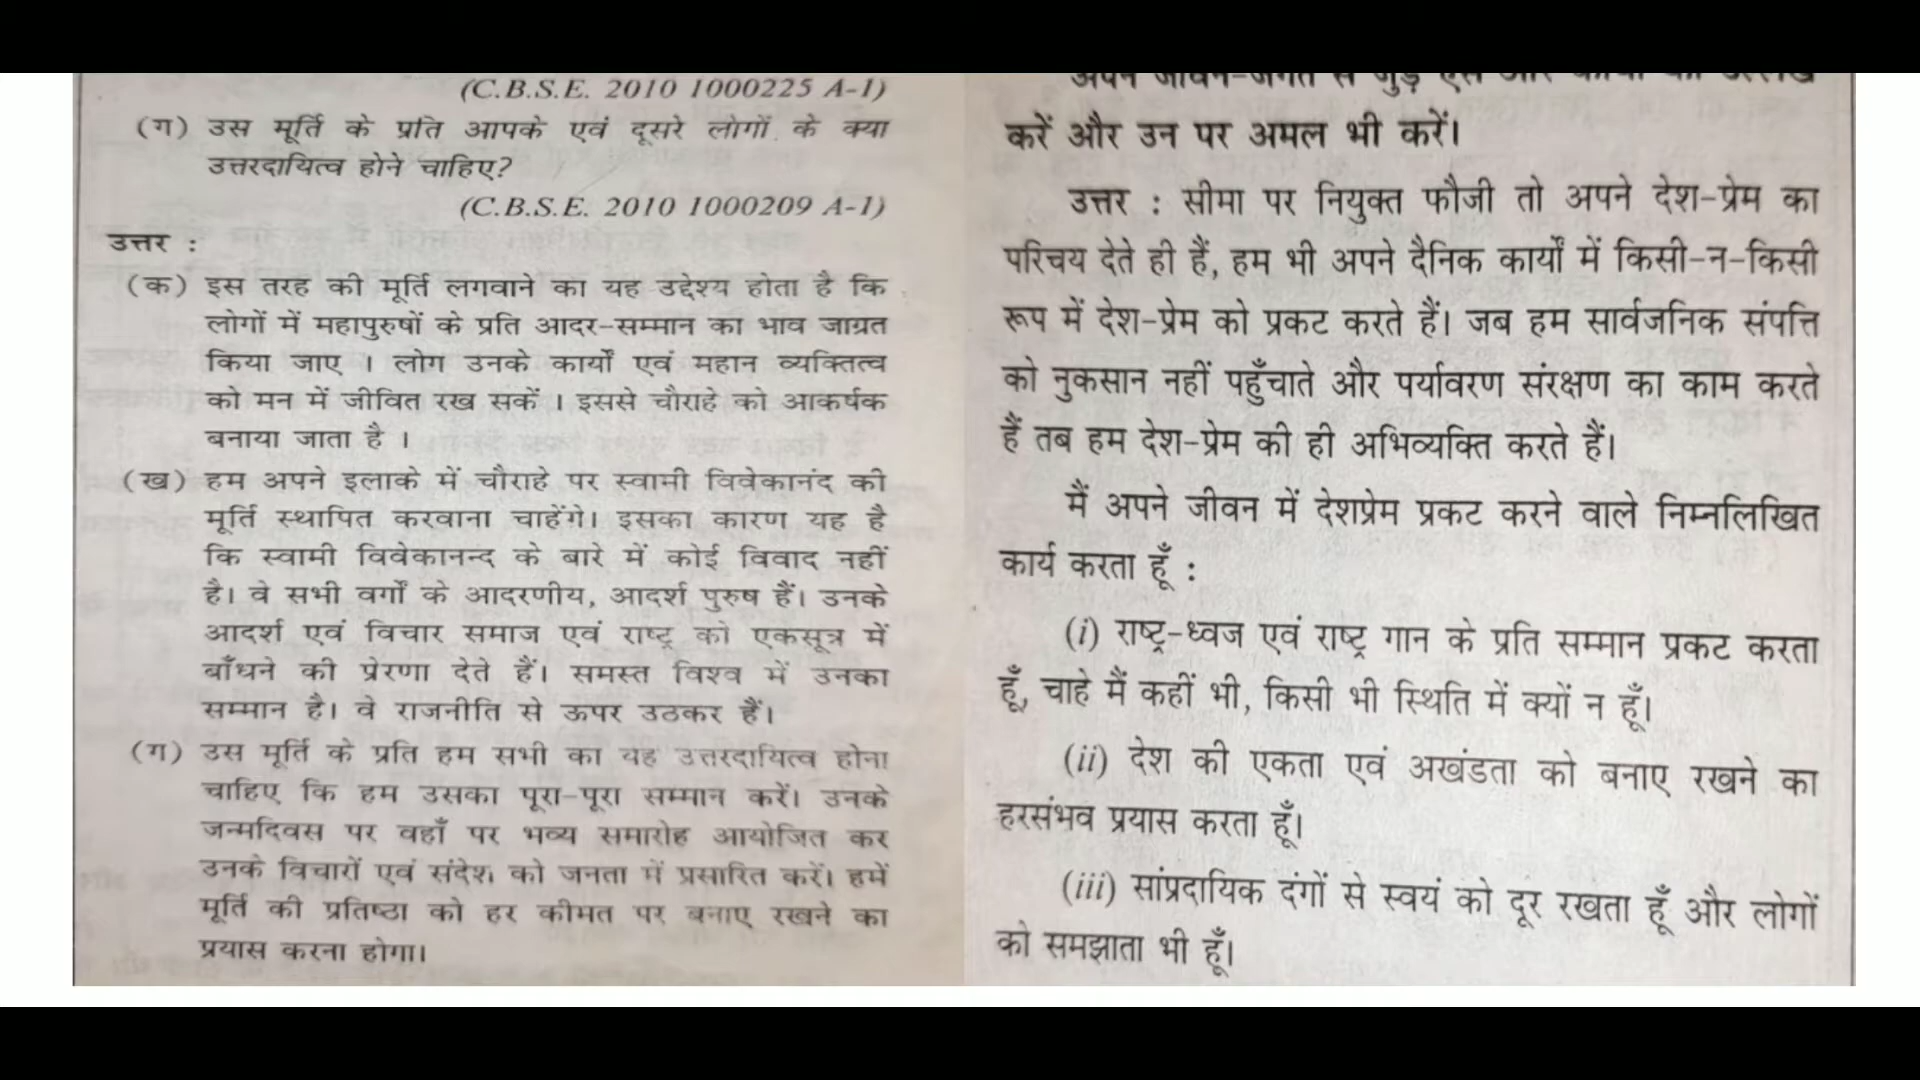 (C.B.S.E. 2010 1000225 A-1)
(ग) उस मूर्ति के प्रति आपके एवं दूसरे लोगों के क्या
उत्तरदायित्व होने चाहिए?
(C.B.S.E. 2010 1000209 A-1)
उत्तर :
(क) इस तरह की मूर्ति लगवाने का यह उद्देश्य होता है कि
लोगों में महापुरुषों के प्रति आदर-सम्मान का भाव जाग्रत
किया जाए । लोग उनके कार्यों एवं महान व्यक्तित्व
को मन में जीवित रख सकें । इससे चौराहे को आकर्षक
बनाया जाता है ।
(ख) हम अपने इलाके में चौराहे पर स्वामी विवेकानंद की
मूर्ति स्थापित करवाना चाहेंगे। इसका कारण यह है
कि स्वामी विवेकानन्द के बारे में कोई विवाद नहीं
है। वे सभी वर्गों के आदरणीय, आदर्श पुरुष हैं। उनके
आदर्श एवं विचार समाज एवं राष्ट्र को एकसूत्र में
बाँधने की प्रेरणा देते हैं। समस्त विश्व में उनका
सम्मान है। वे राजनीति से ऊपर उठकर हैं।
(ग) उस मूर्ति के प्रति हम सभी का यह उत्तरदायित्व होना
चाहिए कि हम उसका पूरा-पूरा सम्मान करें। उनके
जन्मदिवस पर वहाँ पर भव्य समारोह आयोजित कर
उनके विचारों एवं संदेश को जनता में प्रसारित करें। हमें
मूर्ति की प्रतिष्ठा को हर कीमत पर बनाए रखने का
प्रयास करना होगा।
अपने जीवन-जगत से जुड़े ऐसे और कार्यों का उल्लेख
करें और उन पर अमल भी करें।
उत्तर : सीमा पर नियुक्त फौजी तो अपने देश-प्रेम का
परिचय देते ही हैं, हम भी अपने दैनिक कार्यों में किसी-न-किसी
रूप में देश-प्रेम को प्रकट करते हैं। जब हम सार्वजनिक संपत्ति
को नुकसान नहीं पहुँचाते और पर्यावरण संरक्षण का काम करते
हैं तब हम देश-प्रेम की ही अभिव्यक्ति करते हैं।
मैं अपने जीवन में देशप्रेम प्रकट करने वाले निम्नलिखित
कार्य करता हूँ :
(i) राष्ट्र-ध्वज एवं राष्ट्र गान के प्रति सम्मान प्रकट करता
हूँ, चाहे मैं कहीं भी, किसी भी स्थिति में क्यों न हूँ।
(ii) देश की एकता एवं अखंडता को बनाए रखने का
हरसंभव प्रयास करता हूँ।
(iii) सांप्रदायिक दंगों से स्वयं को दूर रखता हूँ और लोगों
को समझाता भी हूँ।